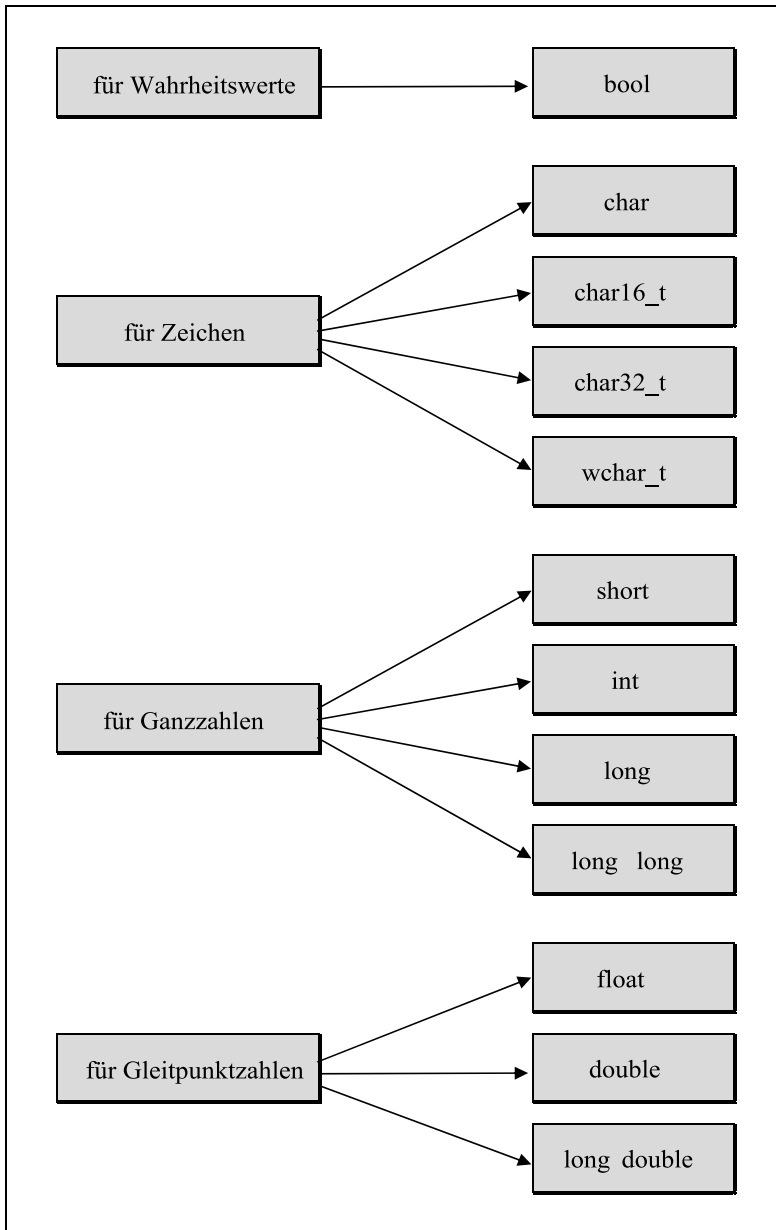 für Wahrheitswerte
bool
für Zeichen
char
char16_t
char32_t
wchar_t
für Ganzzahlen
short
int
long
long long
für Gleitpunktzahlen
float
double
long double